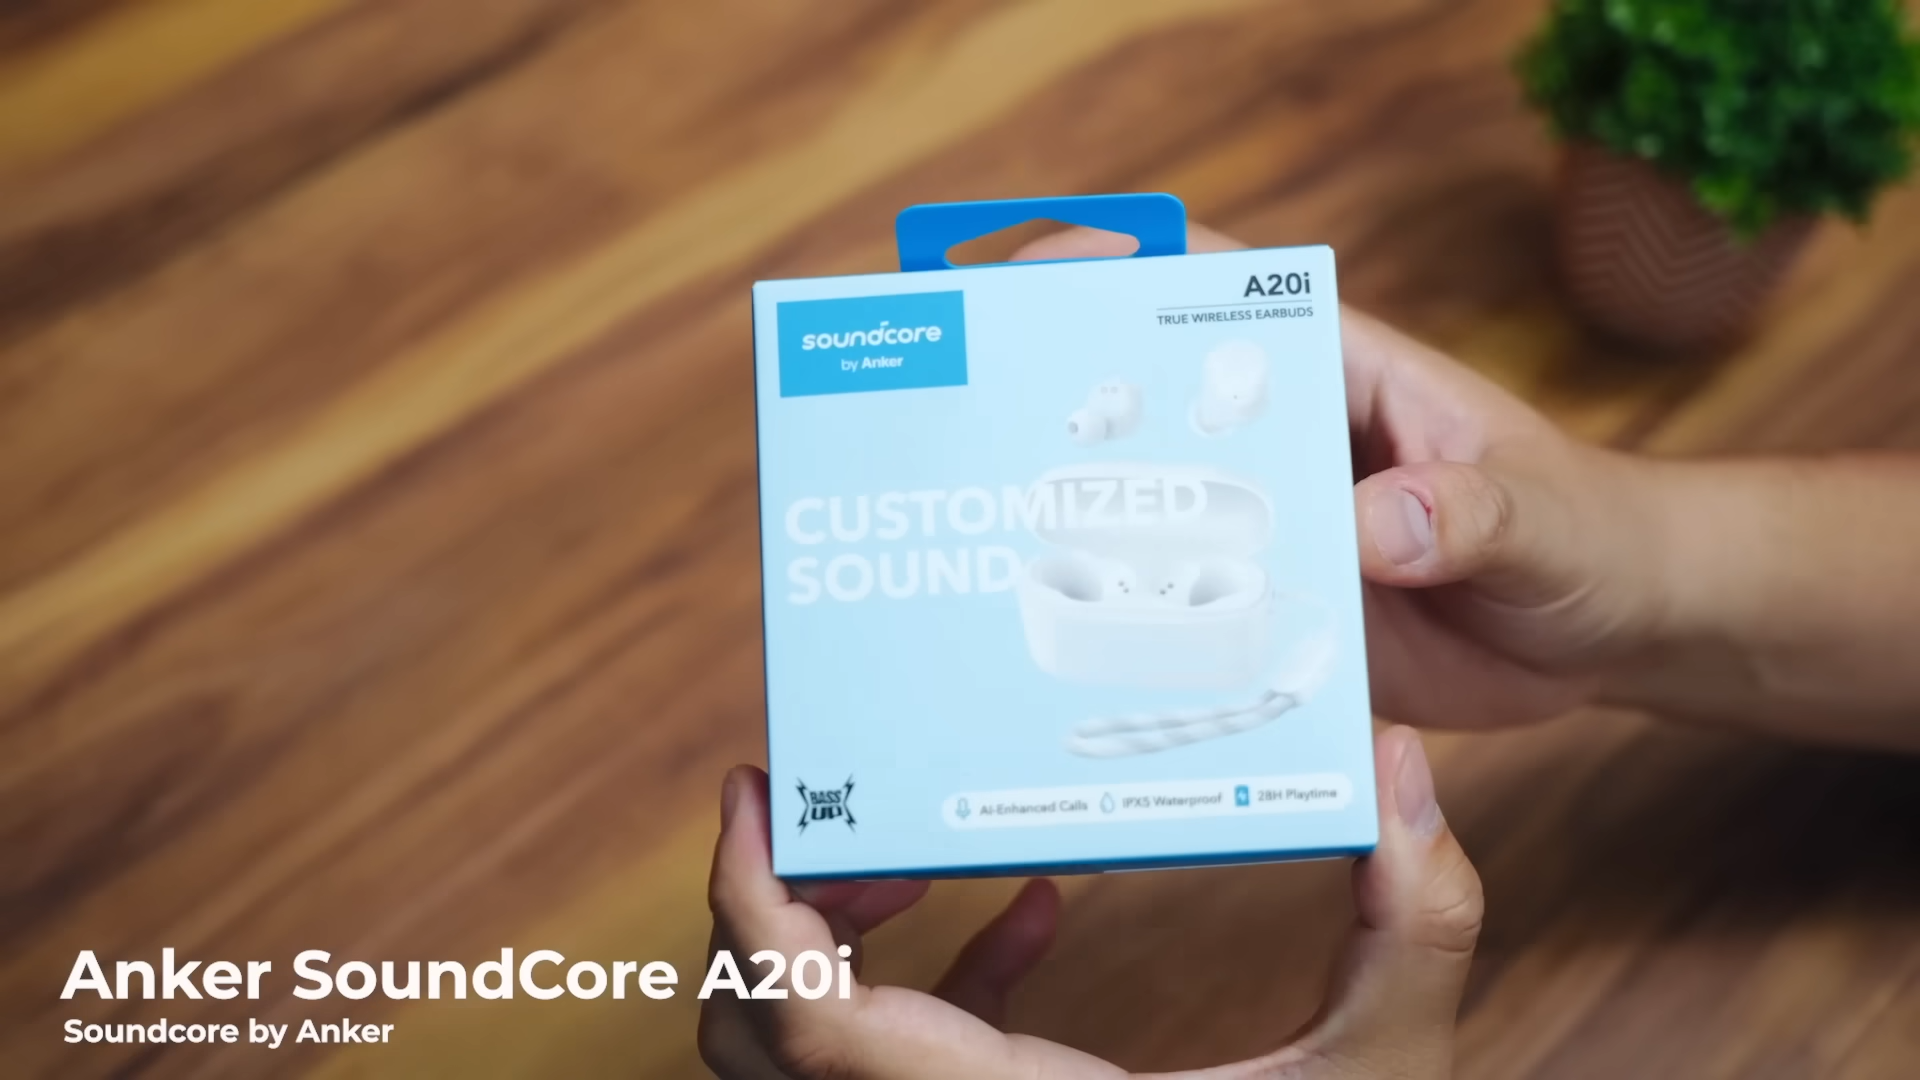 soundcore
by Anker
A20i
TRUE WIRELESS EARBUDS
CUSTOMIZED
SOUND
BASS
UP
AI-Enhanced Calls IPX5 Waterproof 28H Playtime
Anker SoundCore A20i
Soundcore by Anker